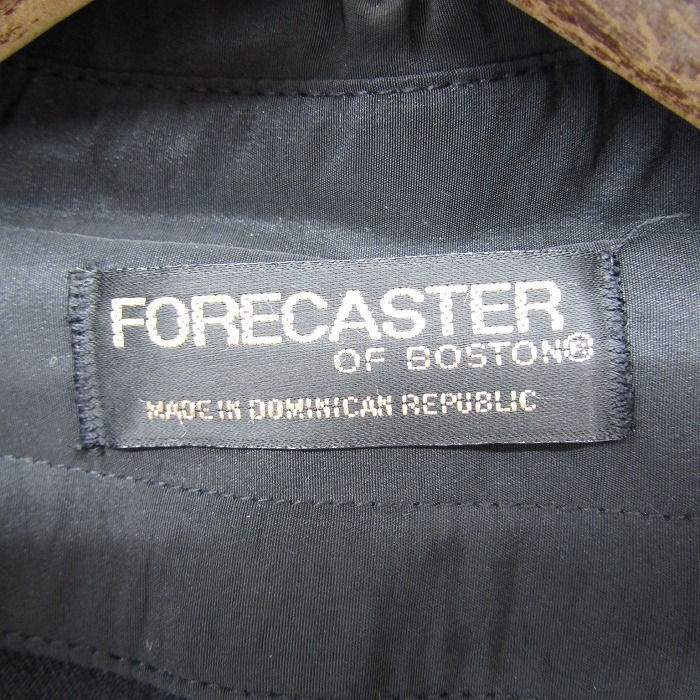 FORECASTER
OF BOSTON®
MADE IN DOMINICAN REPUBLIC